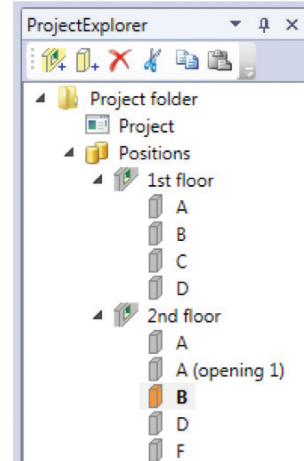 ProjectExplorer
Project folder
Project
Positions
1st floor
A
B
C
D
2nd floor
A
A (opening 1)
B
D
F